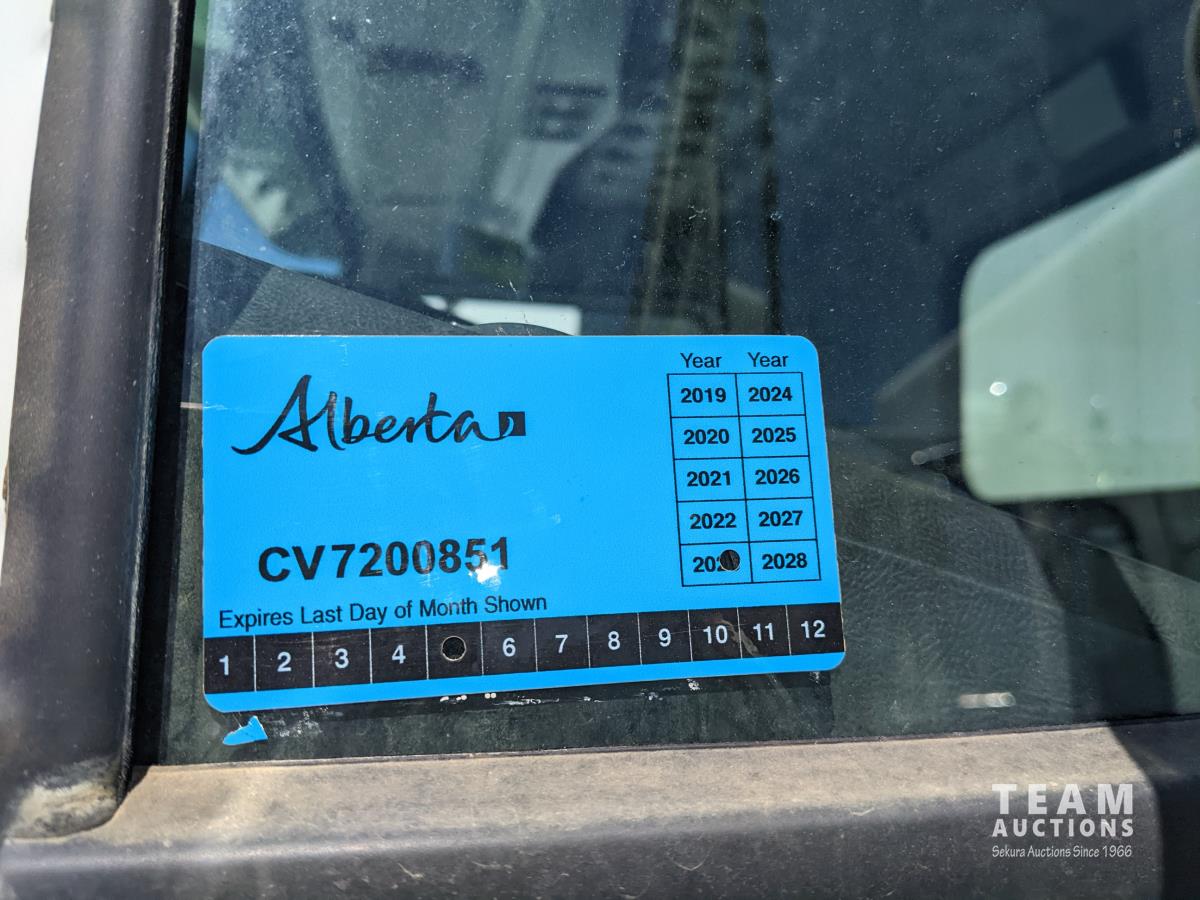 Alberta
Year Year
2019 2024
2020 2025
2021 2026
2022 2027
2028
CV7200851
Expires Last Day of Month Shown
1 2 3 4 6 7 8 9 10 11 12
TEAM
AUCTIONS
Sekura Auctions Since 1966